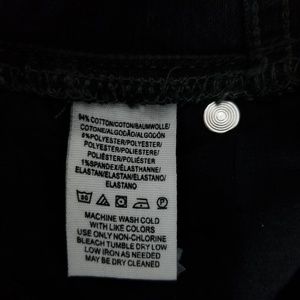 94% COTTON/COTON/BAUMWOLLE/
COTONE/ALGODÃO/ALGODÓN
5%POLYESTER/POLYESTER/
POLYESTER/POLIESTERE/
POLIÉSTER/POLIÉSTER
1%SPANDEX/ÉLASTHANNE/
ELASTAN/ELASTAN/ELASTANO/
ELASTANO
30 P
MACHINE WASH COLD
WITH LIKE COLORS
USE ONLY NON-CHLORINE
BLEACH TUMBLE DRY LOW
LOW IRON AS NEEDED
MAY BE DRY CLEANED